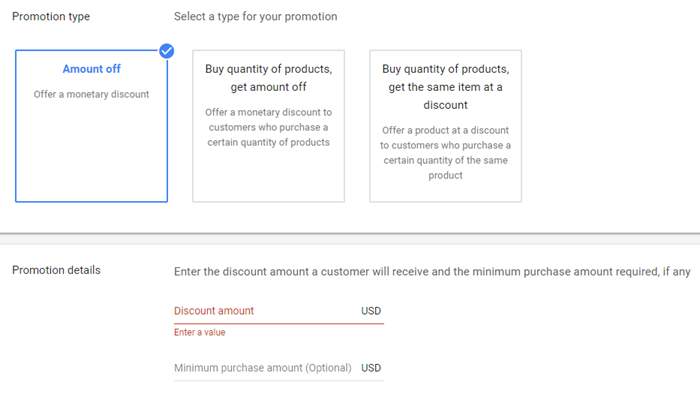 Promotion type
Select a type for your promotion
Amount off
Offer a monetary discount
Buy quantity of products,
get amount off
Offer a monetary discount to
customers who purchase a
certain quantity of products
Buy quantity of products,
get the same item at a
discount
Offer a product at a discount
to customers who purchase a
certain quantity of the same
product
Promotion details
Enter the discount amount a customer will receive and the minimum purchase amount required, if any
Discount amount USD
Enter a value
Minimum purchase amount (Optional) USD